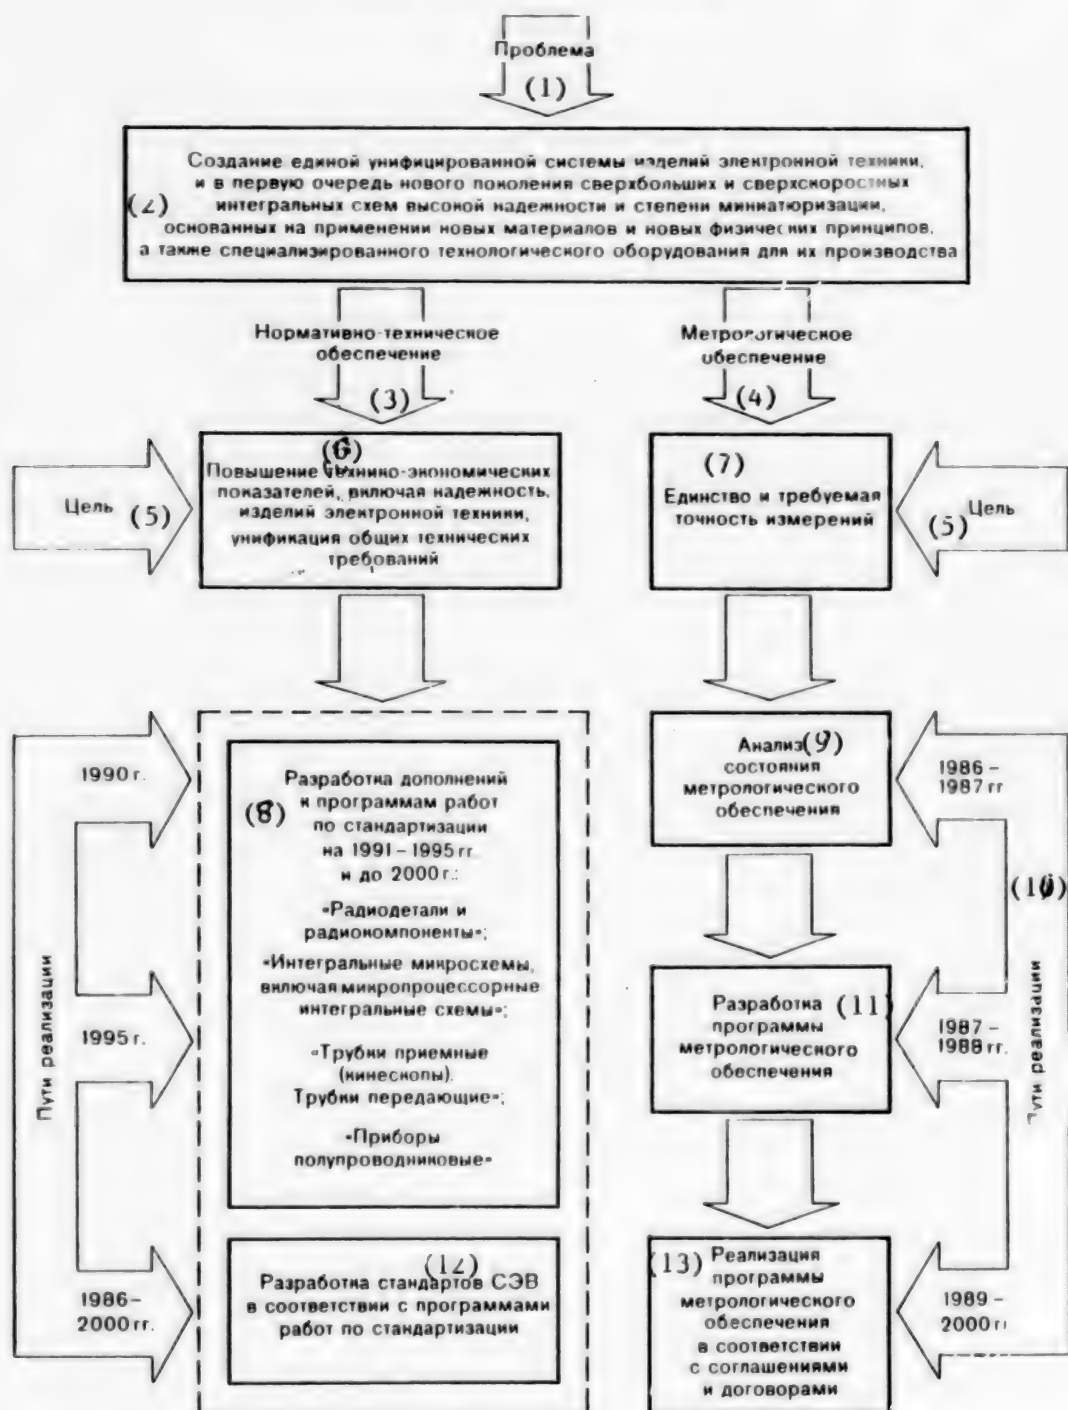 Проблема
(1)
Создание единой унифицированной системы изделий электронной техники,
и в первую очередь нового поколения сверхбольших и сверхскоростных
(2)
интегральных схем высокой надежности и степени миниатюризации,
основанных на применении новых материалов и новых физических принципов,
а также специализированного технологического оборудования для их производства
Нормативно-техническое
обеспечение
(3)
Метрологическое
обеспечение
(4)
Цель (5)
(6)
Повышение технико-экономических
показателей, включая надежность,
изделий электронной техники,
унификация общих технических
требований
(7)
Единство и требуемая
точность измерений
(5) Цель
Пути реализации
1990 г.
1995 г.
1986 –
2000 гг.
(8)
Разработка дополнений
к программам работ
по стандартизации
на 1991 – 1995 гг
и до 2000 г.:
«Радиодетали и
радиокомпоненты»;
«Интегральные микросхемы,
включая микропроцессорные
интегральные схемы»;
«Трубки приемные
(кинескопы).
Трубки передающие»;
«Приборы
полупроводниковые»
(12)
Разработка стандартов СЭВ
в соответствии с программами
работ по стандартизации
Анализ (9)
состояния
метрологического
обеспечения
Разработка (11)
программы
метрологического
обеспечения
(13) Реализация
программы
метрологического
обеспечения
в соответствии
с соглашениями
и договорами
1986 –
1987 гг
(10)
1987 –
1988 гг.
1989 –
2000 гг
Пути реализации